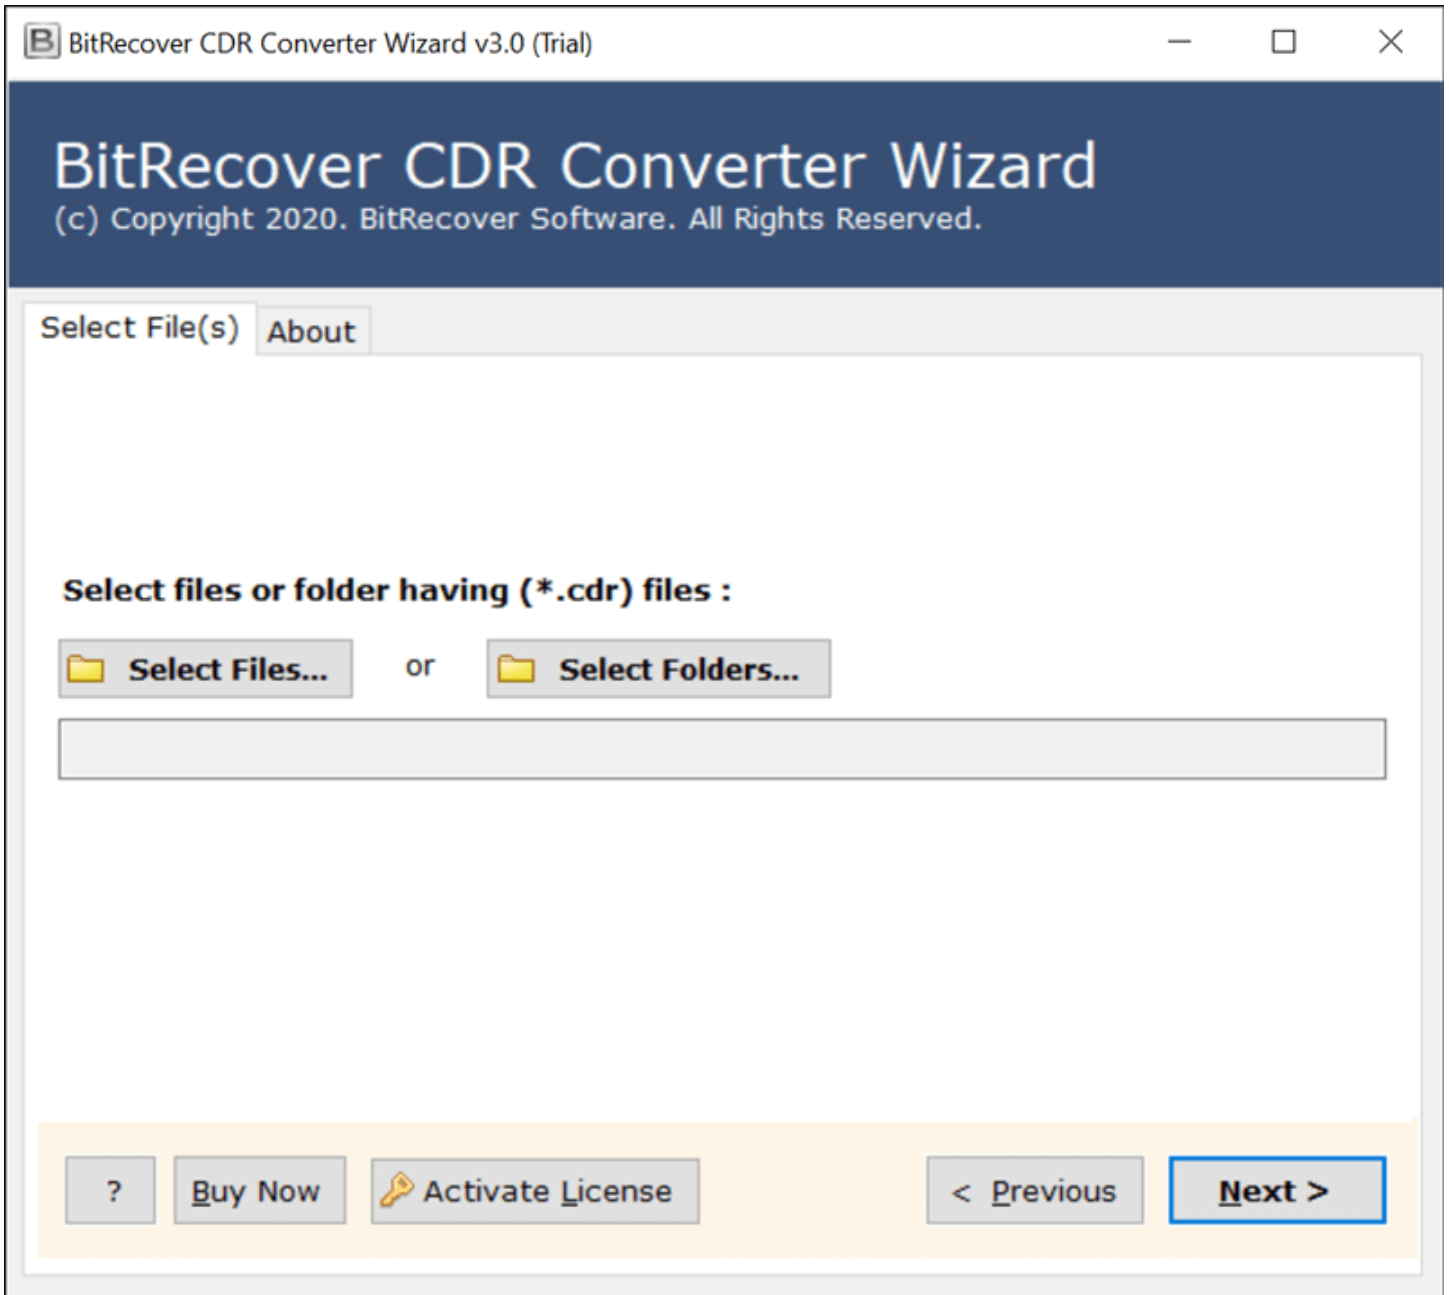 B BitRecover CDR Converter Wizard v3.0 (Trial)
BitRecover CDR Converter Wizard
(c) Copyright 2020. BitRecover Software. All Rights Reserved.
Select File(s) About
Select files or folder having (*.cdr) files :
Select Files... or Select Folders...
? Buy Now Activate License < Previous Next >